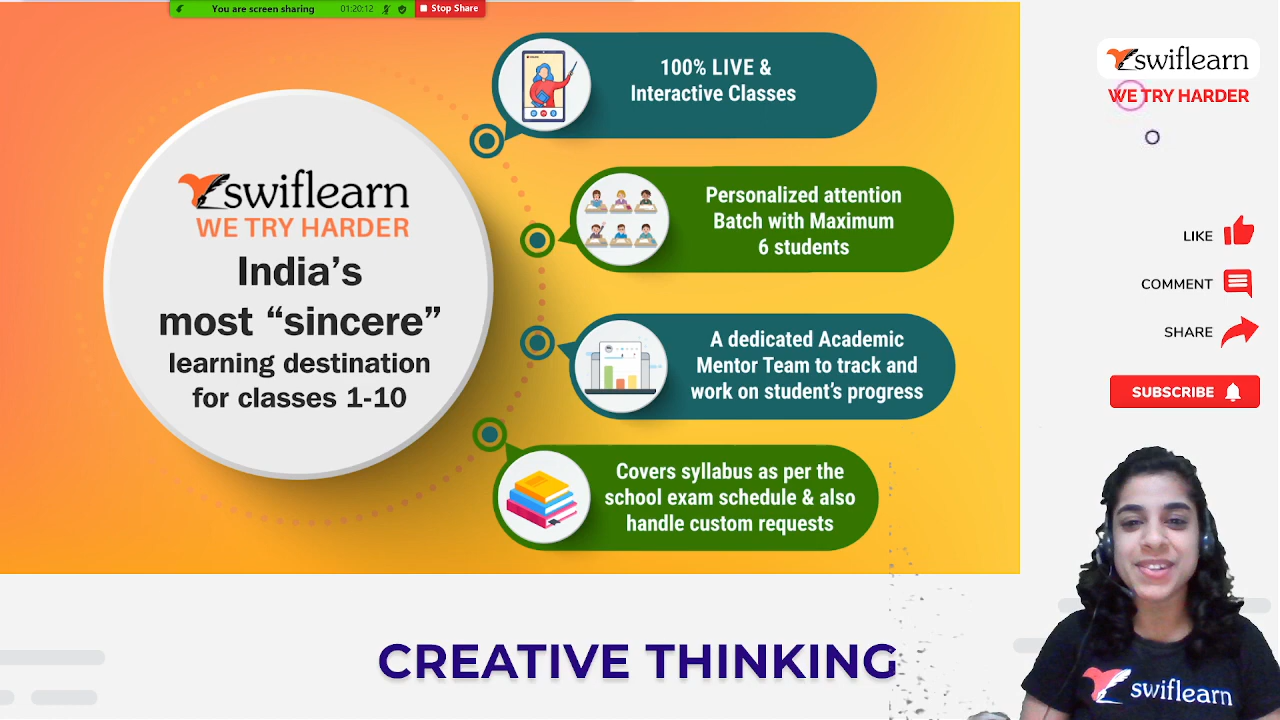 You are screen sharing
01:20:12
Stop Share
swiflearn
WE TRY HARDER
India's
most “sincere”
learning destination
for classes 1-10
100% LIVE &
Interactive Classes
Personalized attention
Batch with Maximum
6 students
A dedicated Academic
Mentor Team to track and
work on student's progress
Covers syllabus as per the
school exam schedule & also
handle custom requests
swiflearn
WE TRY HARDER
LIKE
COMMENT
SHARE
SUBSCRIBE
CREATIVE THINKING
swiflearn